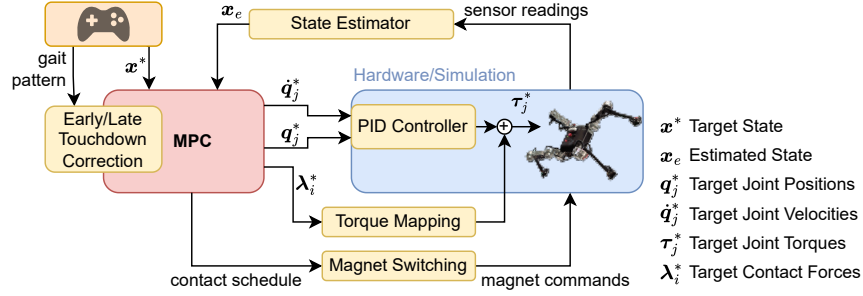 gait
pattern
x*
x_e
State Estimator
sensor readings
Hardware/Simulation
Early/Late
Touchdown
Correction
MPC
q̇_j*
q_j*
λ_i*
PID Controller
+
τ_j*
Torque Mapping
Magnet Switching
contact schedule
magnet commands
x* Target State
x_e Estimated State
q_j* Target Joint Positions
q̇_j* Target Joint Velocities
τ_j* Target Joint Torques
λ_i* Target Contact Forces